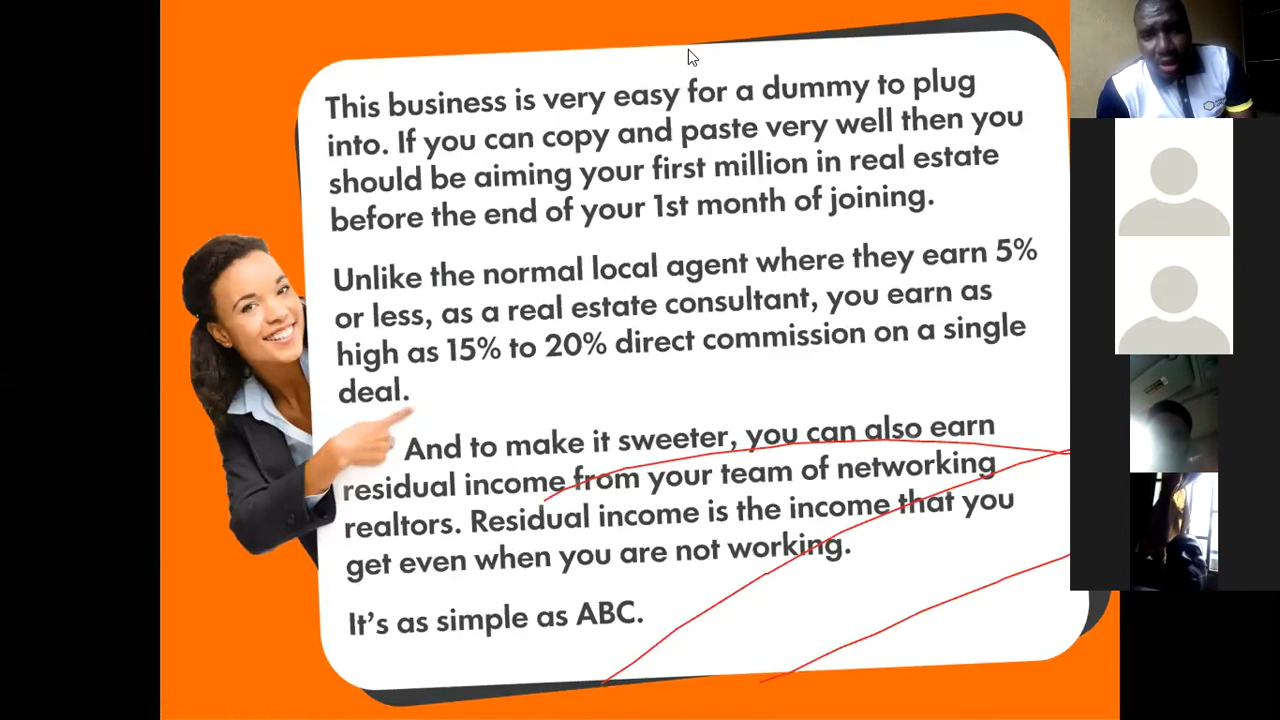 This business is very easy for a dummy to plug
into. If you can copy and paste very well then you
should be aiming your first million in real estate
before the end of your 1st month of joining.
Unlike the normal local agent where they earn 5%
or less, as a real estate consultant, you earn as
high as 15% to 20% direct commission on a single
deal.
And to make it sweeter, you can also earn
residual income from your team of networking
realtors. Residual income is the income that you
get even when you are not working.
It's as simple as ABC.